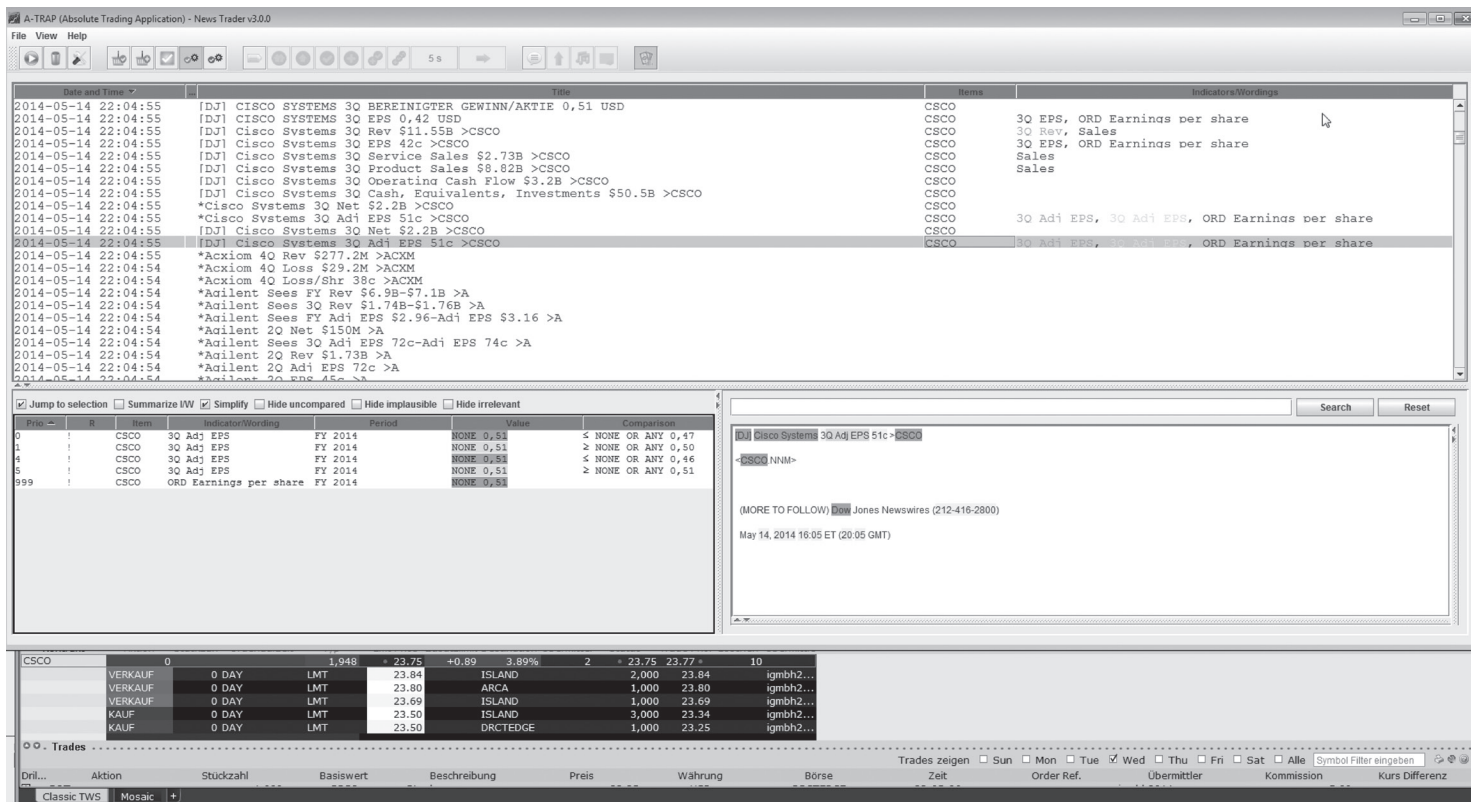 A-TRAP (Absolute Trading Application) - News Trader v3.0.0
File View Help
5 s
Date and Time ... Title Items Indicators/Wordings
2014-05-14 22:04:55 [DJ] CISCO SYSTEMS 3Q BEREINIGTER GEWINN/AKTIE 0,51 USD CSCO
2014-05-14 22:04:55 [DJ] CISCO SYSTEMS 3Q EPS 0,42 USD CSCO 3Q EPS, ORD Earnings per share
2014-05-14 22:04:55 [DJ] Cisco Systems 3Q Rev $11.55B >CSCO CSCO 3Q Rev, Sales
2014-05-14 22:04:55 [DJ] Cisco Systems 3Q EPS 42c >CSCO CSCO 3Q EPS, ORD Earnings per share
2014-05-14 22:04:55 [DJ] Cisco Systems 3Q Service Sales $2.73B >CSCO CSCO Sales
2014-05-14 22:04:55 [DJ] Cisco Systems 3Q Product Sales $8.82B >CSCO CSCO Sales
2014-05-14 22:04:55 [DJ] Cisco Systems 3Q Operating Cash Flow $3.2B >CSCO CSCO
2014-05-14 22:04:55 [DJ] Cisco Systems 3Q Cash, Equivalents, Investments $50.5B >CSCO CSCO
2014-05-14 22:04:55 *Cisco Systems 3Q Net $2.2B >CSCO CSCO
2014-05-14 22:04:55 *Cisco Systems 3Q Adj EPS 51c >CSCO CSCO 3Q Adj EPS, 3Q Adj EPS, ORD Earnings per share
2014-05-14 22:04:55 [DJ] Cisco Systems 3Q Net $2.2B >CSCO CSCO
2014-05-14 22:04:55 [DJ] Cisco Systems 3Q Adj EPS 51c >CSCO CSCO 3Q Adj EPS, 3Q Adj EPS, ORD Earnings per share
2014-05-14 22:04:55 *Acxiom 4Q Rev $277.2M >ACXM
2014-05-14 22:04:54 *Acxiom 4Q Loss $29.2M >ACXM
2014-05-14 22:04:54 *Acxiom 4Q Loss/Shr 38c >ACXM
2014-05-14 22:04:54 *Agilent Sees FY Rev $6.9B-$7.1B >A
2014-05-14 22:04:54 *Agilent Sees 3Q Rev $1.74B-$1.76B >A
2014-05-14 22:04:54 *Agilent Sees FY Adj EPS $2.96-Adj EPS $3.16 >A
2014-05-14 22:04:54 *Agilent 2Q Net $150M >A
2014-05-14 22:04:54 *Agilent Sees 3Q Adj EPS 72c-Adj EPS 74c >A
2014-05-14 22:04:54 *Agilent 2Q Rev $1.73B >A
2014-05-14 22:04:54 *Agilent 2Q Adj EPS 72c >A
2014-05-14 22:04:54 *Agilent 2Q EPS 45c >A
Jump to selection Summarize I/W Simplify Hide uncompared Hide implausible Hide irrelevant
Search Reset
Prio R Item Indicator/Wording Period Value Comparison
0 ! CSCO 3Q Adj EPS FY 2014 NONE 0,51 ≤ NONE OR ANY 0,47
1 ! CSCO 3Q Adj EPS FY 2014 NONE 0,51 ≥ NONE OR ANY 0,50
4 ! CSCO 3Q Adj EPS FY 2014 NONE 0,51 ≤ NONE OR ANY 0,46
5 ! CSCO 3Q Adj EPS FY 2014 NONE 0,51 ≥ NONE OR ANY 0,51
999 ! CSCO ORD Earnings per share FY 2014 NONE 0,51
[DJ] Cisco Systems 3Q Adj EPS 51c >CSCO
<CSCO.NNM>
(MORE TO FOLLOW) Dow Jones Newswires (212-416-2800)
May 14, 2014 16:05 ET (20:05 GMT)
CSCO 0 1,948 23.75 +0.89 3.89% 2 23.75 23.77 10
VERKAUF 0 DAY LMT 23.84 ISLAND 2,000 23.84 igmbh2...
VERKAUF 0 DAY LMT 23.80 ARCA 1,000 23.80 igmbh2...
VERKAUF 0 DAY LMT 23.69 ISLAND 1,000 23.69 igmbh2...
KAUF 0 DAY LMT 23.50 ISLAND 3,000 23.34 igmbh2...
KAUF 0 DAY LMT 23.50 DRCTEDGE 1,000 23.25 igmbh2...
Trades
Trades zeigen Sun Mon Tue Wed Thu Fri Sat Alle Symbol Filter eingeben
Dril... Aktion Stückzahl Basiswert Beschreibung Preis Währung Börse Zeit Order Ref. Übermittler Kommission Kurs Differenz
Classic TWS Mosaic +